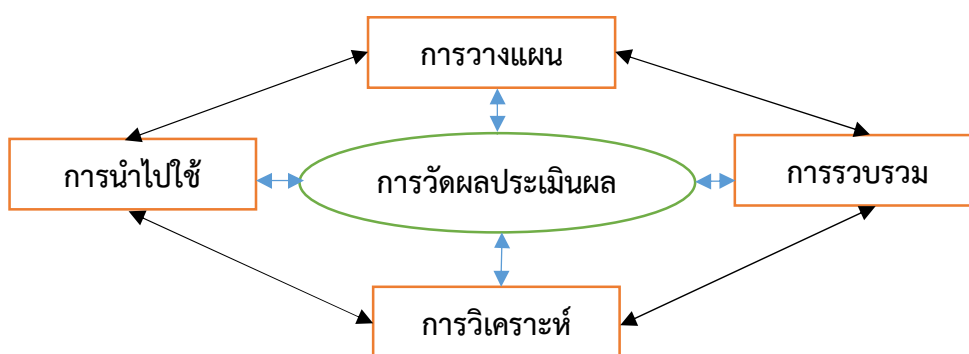 การวางแผน
การนำไปใช้
การวัดผลประเมินผล
การรวบรวม
การวิเคราะห์